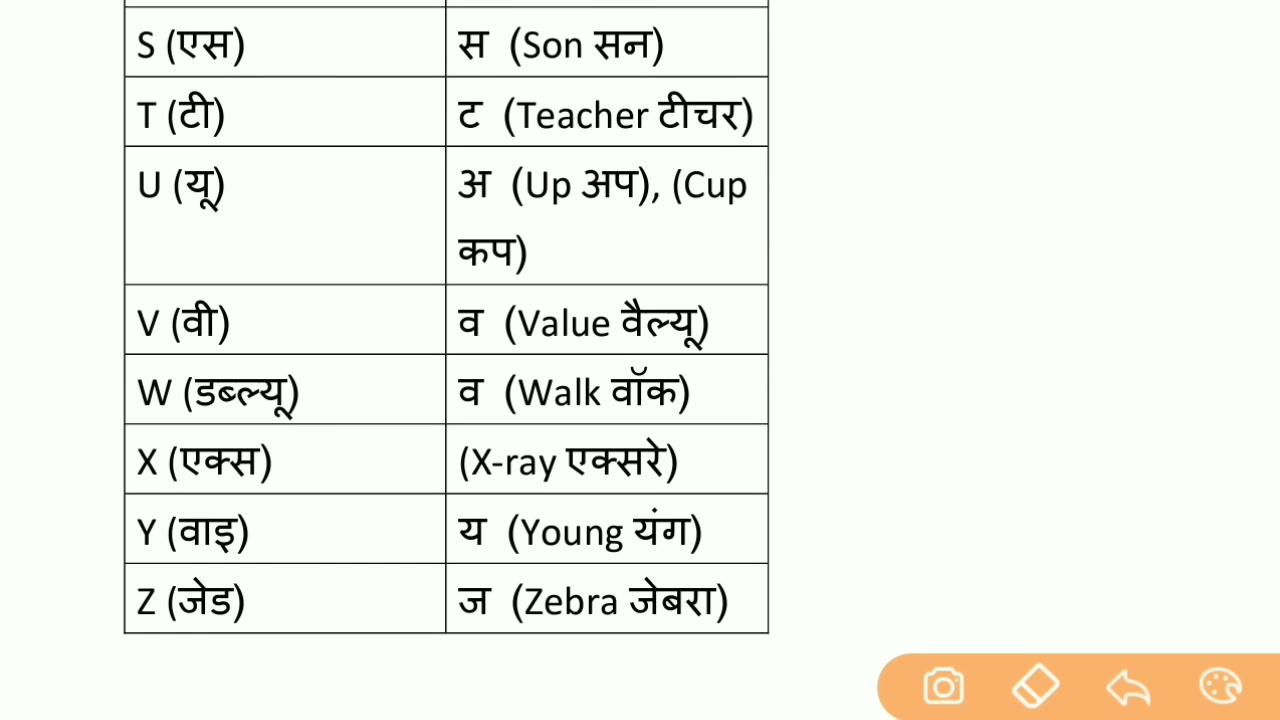 S (एस) स (Son सन)
T (टी) ट (Teacher टीचर)
U (यू) अ (Up अप), (Cup
कप)
V (वी) व (Value वैल्यू)
W (डब्ल्यू) व (Walk वॉक)
X (एक्स) (X-ray एक्सरे)
Y (वाइ) य (Young यंग)
Z (जेड) ज (Zebra जेबरा)